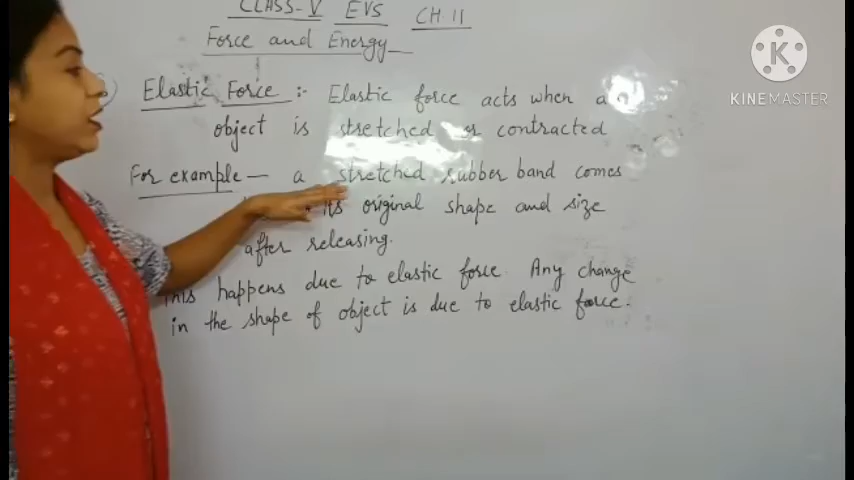 CLASS-V EVS CH.11
Force and Energy
Elastic Force :- Elastic force acts when a
object is stretched or contracted
For example — a stretched rubber band comes
its original shape and size
after releasing.
This happens due to elastic force. Any change
in the shape of object is due to elastic force.
K
KINEMASTER